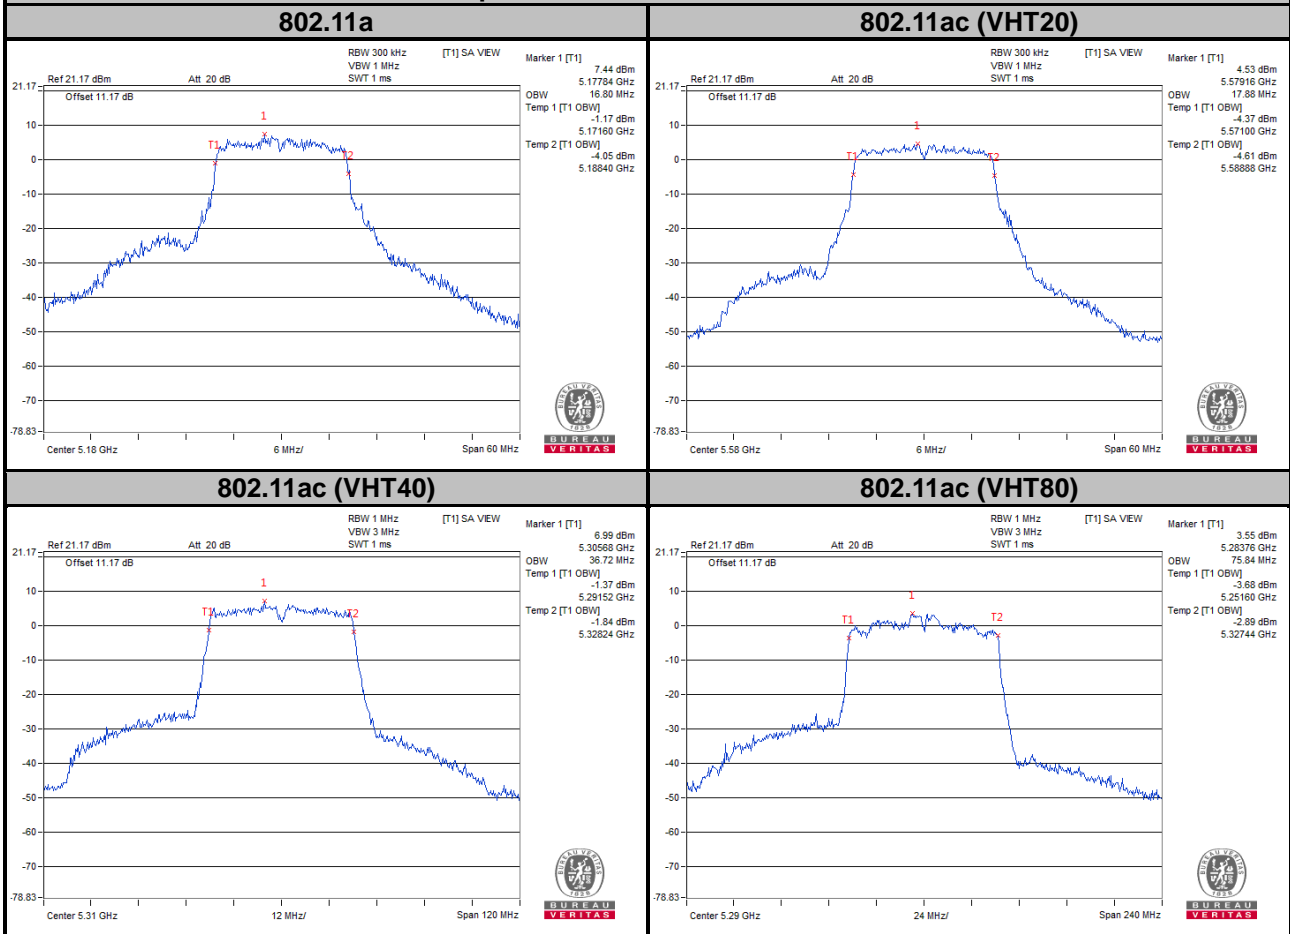 802.11a
802.11ac (VHT20)
RBW 300 kHz
[T1] SA VIEW
Marker 1 [T1]
VBW 1 MHz
7.44 dBm
Ref 21.17 dBm
Att 20 dB
SWT 1 ms
5.17784 GHz
21.17
Offset 11.17 dB
OBW 16.80 MHz
Temp 1 [T1 OBW]
-1.17 dBm
5.17160 GHz
Temp 2 [T1 OBW]
-4.05 dBm
5.18840 GHz
1
T1
T2
10
0
-10
-20
-30
-40
-50
-60
-70
-78.83
Center 5.18 GHz
6 MHz/
Span 60 MHz
BUREAU VERITAS
1828
BUREAU
VERITAS
RBW 300 kHz
[T1] SA VIEW
Marker 1 [T1]
VBW 1 MHz
4.53 dBm
Ref 21.17 dBm
Att 20 dB
SWT 1 ms
5.57916 GHz
21.17
Offset 11.17 dB
OBW 17.88 MHz
Temp 1 [T1 OBW]
-4.37 dBm
5.57100 GHz
Temp 2 [T1 OBW]
-4.61 dBm
5.58888 GHz
1
T1
T2
10
0
-10
-20
-30
-40
-50
-60
-70
-78.83
Center 5.58 GHz
6 MHz/
Span 60 MHz
BUREAU VERITAS
1828
BUREAU
VERITAS
802.11ac (VHT40)
802.11ac (VHT80)
RBW 1 MHz
[T1] SA VIEW
Marker 1 [T1]
VBW 3 MHz
6.99 dBm
Ref 21.17 dBm
Att 20 dB
SWT 1 ms
5.30568 GHz
21.17
Offset 11.17 dB
OBW 36.72 MHz
Temp 1 [T1 OBW]
-1.37 dBm
5.29152 GHz
Temp 2 [T1 OBW]
-1.84 dBm
5.32824 GHz
1
T1
T2
10
0
-10
-20
-30
-40
-50
-60
-70
-78.83
Center 5.31 GHz
12 MHz/
Span 120 MHz
BUREAU VERITAS
1828
BUREAU
VERITAS
RBW 1 MHz
[T1] SA VIEW
Marker 1 [T1]
VBW 3 MHz
3.55 dBm
Ref 21.17 dBm
Att 20 dB
SWT 1 ms
5.28376 GHz
21.17
Offset 11.17 dB
OBW 75.84 MHz
Temp 1 [T1 OBW]
-3.68 dBm
5.25160 GHz
Temp 2 [T1 OBW]
-2.89 dBm
5.32744 GHz
1
T1
T2
10
0
-10
-20
-30
-40
-50
-60
-70
-78.83
Center 5.29 GHz
24 MHz/
Span 240 MHz
BUREAU VERITAS
1828
BUREAU
VERITAS